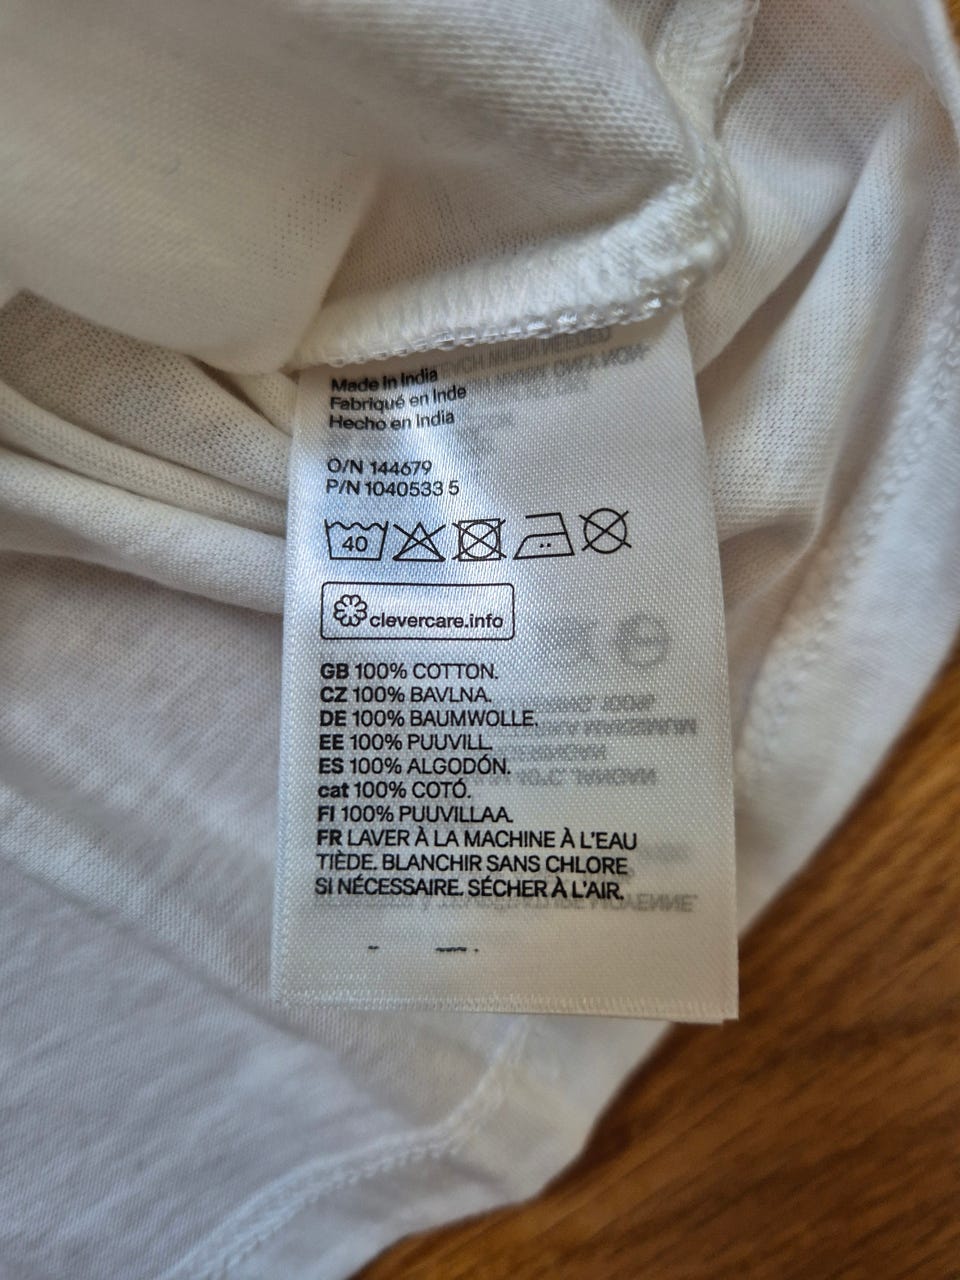 Made in India
Fabriqué en Inde
Hecho en India
O/N 144679
P/N 1040533 5
40
clevercare.info
GB 100% COTTON.
CZ 100% BAVLNA.
DE 100% BAUMWOLLE.
EE 100% PUUVILL.
ES 100% ALGODÓN.
cat 100% COTÓ.
FI 100% PUUVILLAA.
FR LAVER À LA MACHINE À L'EAU
TIÈDE. BLANCHIR SANS CHLORE
SI NÉCESSAIRE. SÉCHER À L'AIR.